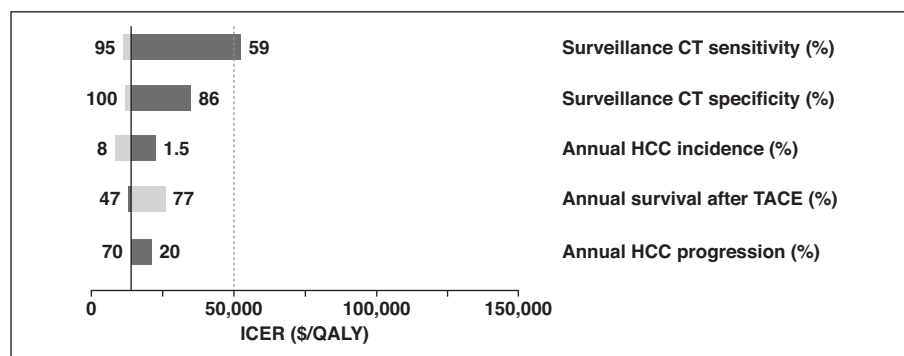 95 59 Surveillance CT sensitivity (%)
100 86 Surveillance CT specificity (%)
8 1.5 Annual HCC incidence (%)
47 77 Annual survival after TACE (%)
70 20 Annual HCC progression (%)
0 50,000 100,000 150,000
ICER ($/QALY)